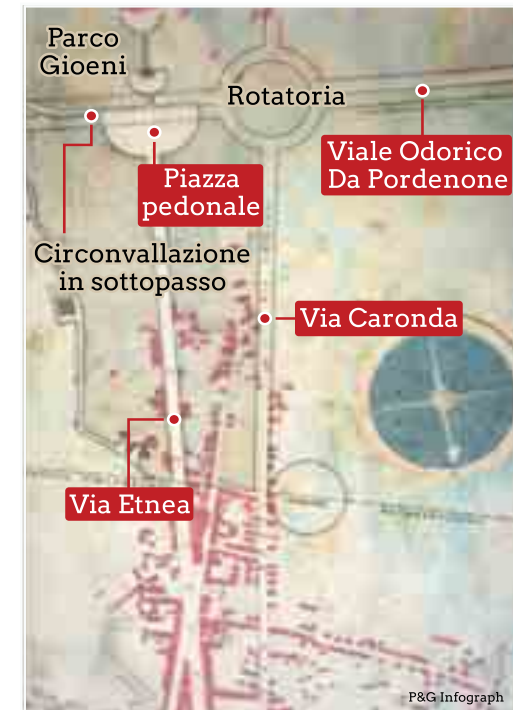 Parco
Gioeni
Rotatoria
Viale Odorico
Da Pordenone
Piazza
pedonale
Circonvallazione
in sottopasso
Via Caronda
Via Etnea
P&G Infograph